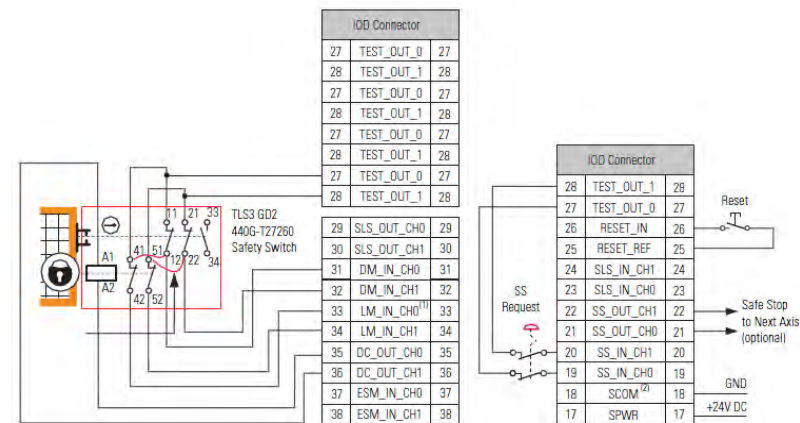 IOD Connector
27 TEST_OUT_0 27
28 TEST_OUT_1 28
27 TEST_OUT_0 27
28 TEST_OUT_1 28
27 TEST_OUT_0 27
28 TEST_OUT_1 28
27 TEST_OUT_0 27
28 TEST_OUT_1 28
29 SLS_OUT_CH0 29
30 SLS_OUT_CH1 30
31 DM_IN_CH0 31
32 DM_IN_CH1 32
33 LM_IN_CH0(1) 33
34 LM_IN_CH1 34
35 DC_OUT_CH0 35
36 DC_OUT_CH1 36
37 ESM_IN_CH0 37
38 ESM_IN_CH1 38
11 21 33
TLS3 GD2
440G-T27260
Safety Switch
41 51
12 22 34
A1
A2
42 52
IOD Connector
28 TEST_OUT_1 28
27 TEST_OUT_0 27
26 RESET_IN 26
25 RESET_REF 25
24 SLS_IN_CH1 24
23 SLS_IN_CH0 23
22 SS_OUT_CH1 22
21 SS_OUT_CH0 21
20 SS_IN_CH1 20
19 SS_IN_CH0 19
18 SCOM(2) 18
17 SPWR 17
Reset
SS
Request
Safe Stop
to Next Axis
(optional)
GND
+24V DC